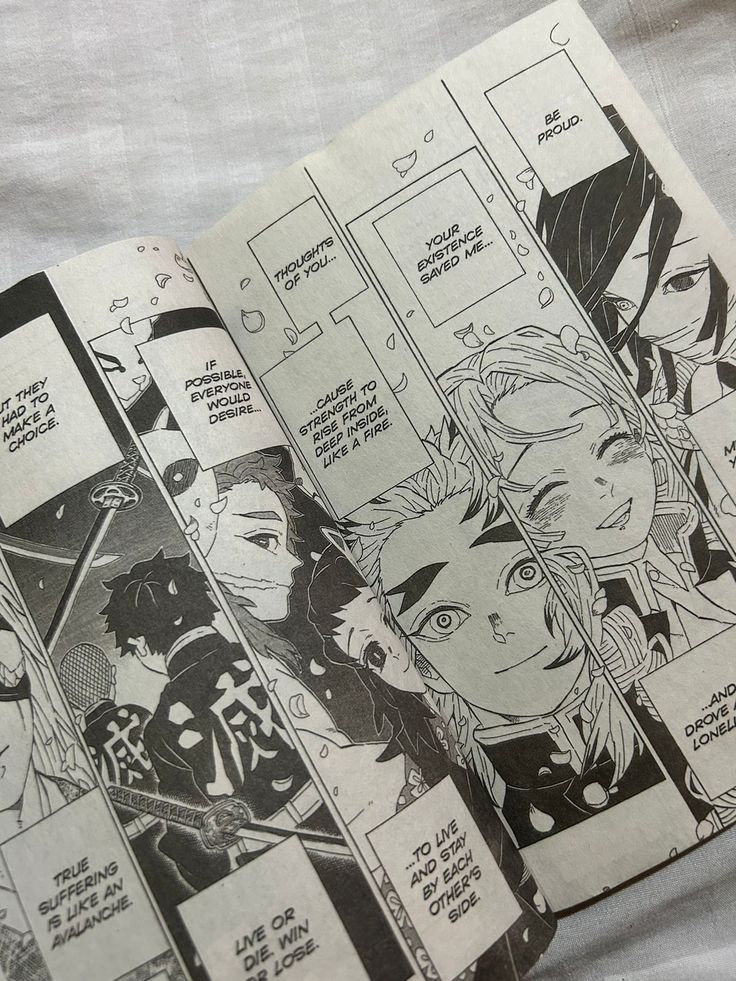 BE
PROUD.
YOUR
EXISTENCE
SAVED ME...
...AND
DROVE
THOUGHTS
OF YOU...
...CAUSE
STRENGTH TO
RISE FROM
DEEP INSIDE,
LIKE A FIRE.
IF
POSSIBLE,
EVERYONE
WOULD
DESIRE...
...TO LIVE
AND STAY
BY EACH
OTHER'S
SIDE.
滅
滅
LIVE OR
DIE. WIN
OR LOSE.
THEY
HAD TO
MAKE A
CHOICE.
TRUE
SUFFERING
IS LIKE AN
AVALANCHE.